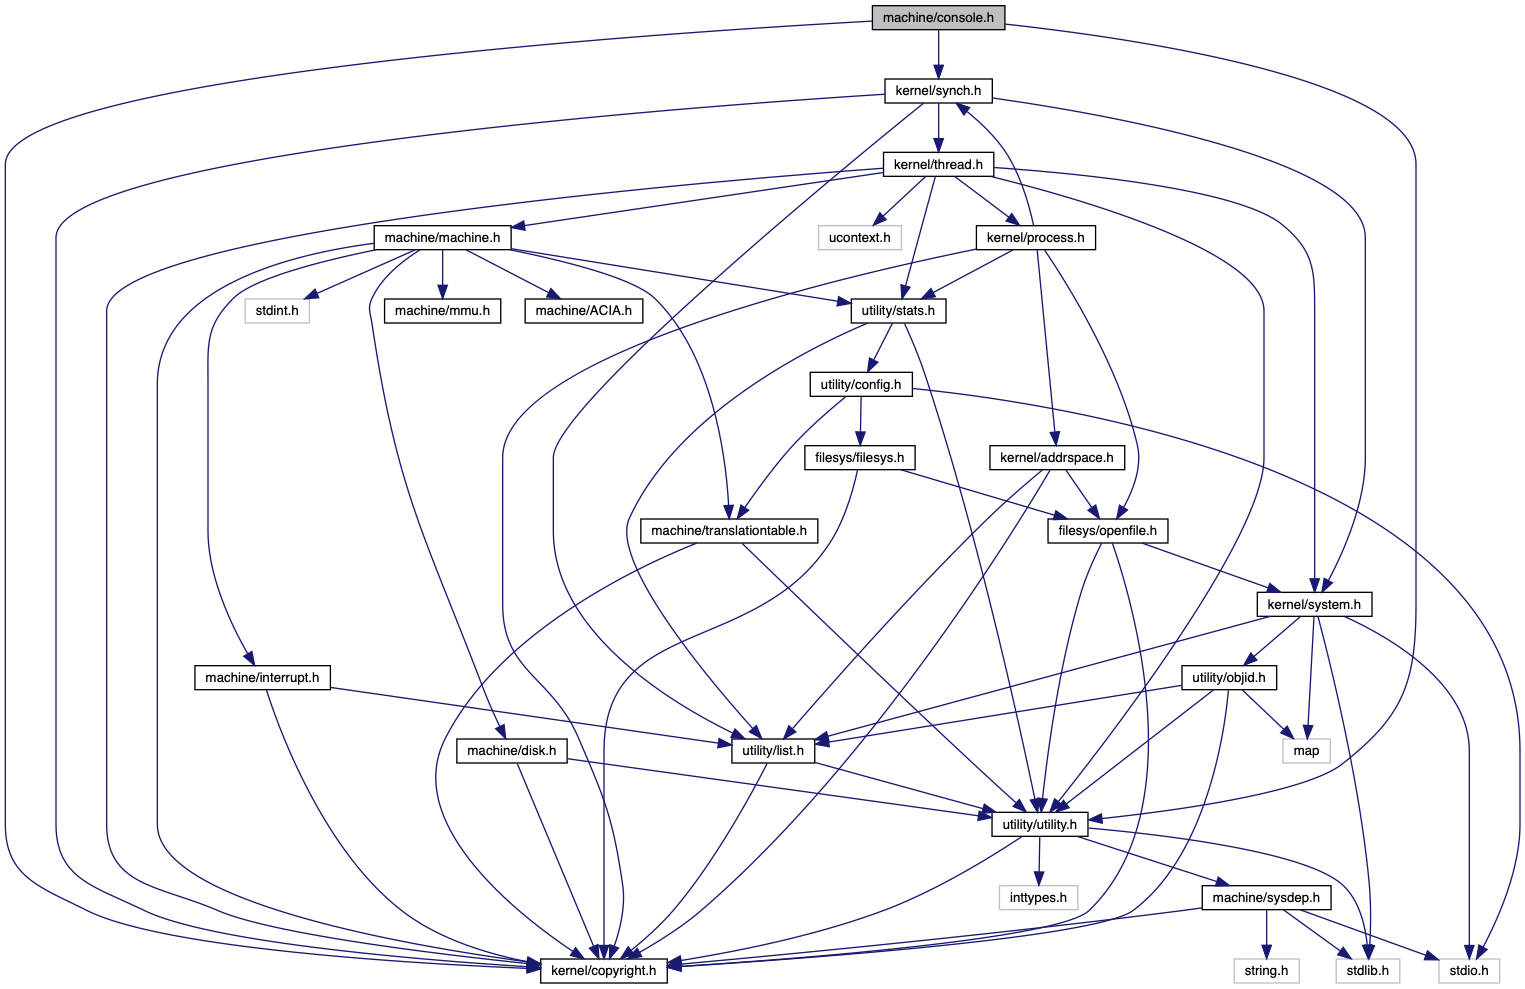 machine/console.h
kernel/synch.h
kernel/thread.h
machine/machine.h
ucontext.h
kernel/process.h
stdint.h
machine/mmu.h
machine/ACIA.h
utility/stats.h
utility/config.h
filesys/filesys.h
kernel/addrspace.h
machine/translationtable.h
filesys/openfile.h
kernel/system.h
machine/interrupt.h
utility/objid.h
machine/disk.h
utility/list.h
map
utility/utility.h
inttypes.h
machine/sysdep.h
kernel/copyright.h
string.h
stdlib.h
stdio.h